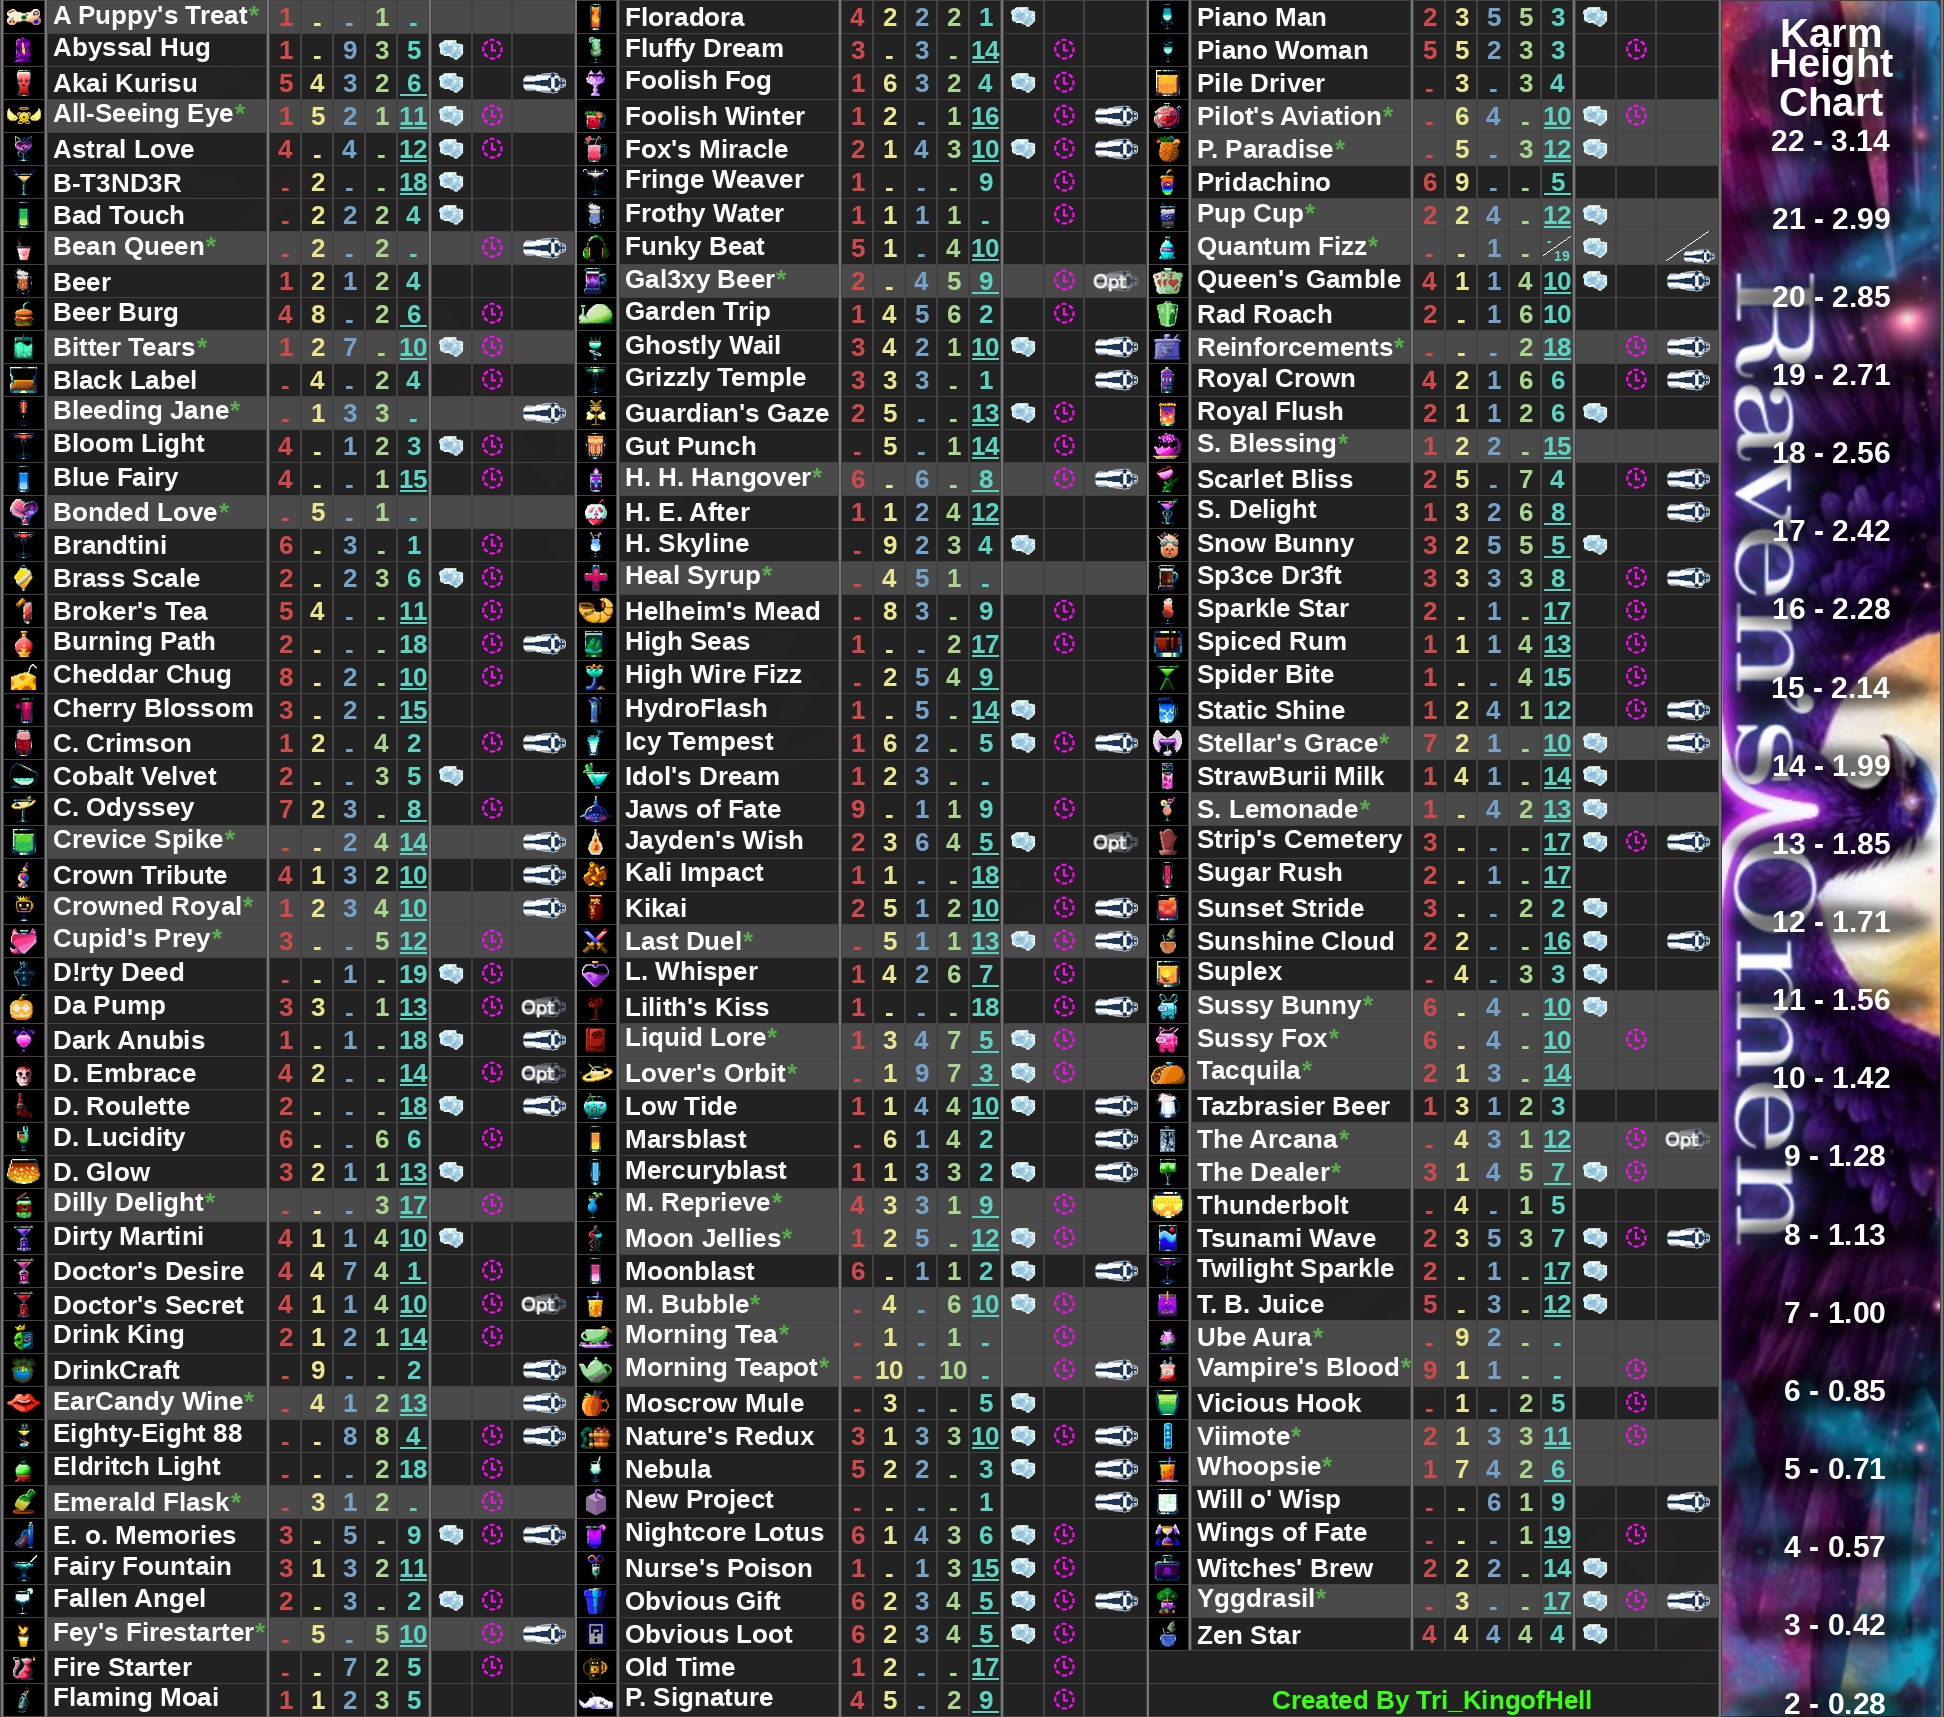 A Puppy's Treat* 1 - - 1 -
Abyssal Hug 1 - 9 3 5
Akai Kurisu 5 4 3 2 6
All-Seeing Eye* 1 5 2 1 11
Astral Love 4 - 4 - 12
B-T3ND3R - 2 - - 18
Bad Touch - 2 2 2 4
Bean Queen* - 2 - 2 -
Beer 1 2 1 2 4
Beer Burg 4 8 - 2 6
Bitter Tears* 1 2 7 - 10
Black Label - 4 - 2 4
Bleeding Jane* - 1 3 3 -
Bloom Light 4 - 1 2 3
Blue Fairy 4 - - 1 15
Bonded Love* - 5 - 1 -
Brandtini 6 - 3 - 1
Brass Scale 2 - 2 3 6
Broker's Tea 5 4 - - 11
Burning Path 2 - - - 18
Cheddar Chug 8 - 2 - 10
Cherry Blossom 3 - 2 - 15
C. Crimson 1 2 - 4 2
Cobalt Velvet 2 - - 3 5
C. Odyssey 7 2 3 - 8
Crevice Spike* - - 2 4 14
Crown Tribute 4 1 3 2 10
Crowned Royal* 1 2 3 4 10
Cupid's Prey* 3 - - 5 12
D!rty Deed - - 1 - 19
Da Pump 3 3 - 1 13 Opt
Dark Anubis 1 - 1 - 18
D. Embrace 4 2 - - 14 Opt
D. Roulette 2 - - - 18
D. Lucidity 6 - - 6 6
D. Glow 3 2 1 1 13
Dilly Delight* - - - 3 17
Dirty Martini 4 1 1 4 10
Doctor's Desire 4 4 7 4 1
Doctor's Secret 4 1 1 4 10 Opt
Drink King 2 1 2 1 14
DrinkCraft - 9 - - 2
EarCandy Wine* - 4 1 2 13
Eighty-Eight 88 - - 8 8 4
Eldritch Light - - - 2 18
Emerald Flask* - 3 1 2 -
E. o. Memories 3 - 5 - 9
Fairy Fountain 3 1 3 2 11
Fallen Angel 2 - 3 - 2
Fey's Firestarter* - 5 - 5 10
Fire Starter - - 7 2 5
Flaming Moai 1 1 2 3 5
Floradora 4 2 2 2 1
Fluffy Dream 3 - 3 - 14
Foolish Fog 1 6 3 2 4
Foolish Winter 1 2 - 1 16
Fox's Miracle 2 1 4 3 10
Fringe Weaver 1 - - - 9
Frothy Water 1 1 1 1 -
Funky Beat 5 1 - 4 10
Gal3xy Beer* 2 - 4 5 9 Opt
Garden Trip 1 4 5 6 2
Ghostly Wail 3 4 2 1 10
Grizzly Temple 3 3 3 - 1
Guardian's Gaze 2 5 - - 13
Gut Punch - 5 - 1 14
H. H. Hangover* 6 - 6 - 8
H. E. After 1 1 2 4 12
H. Skyline - 9 2 3 4
Heal Syrup* - 4 5 1 -
Helheim's Mead - 8 3 - 9
High Seas 1 - - 2 17
High Wire Fizz - 2 5 4 9
HydroFlash 1 - 5 - 14
Icy Tempest 1 6 2 - 5
Idol's Dream 1 2 3 - -
Jaws of Fate 9 - 1 1 9
Jayden's Wish 2 3 6 4 5 Opt
Kali Impact 1 1 - - 18
Kikai 2 5 1 2 10
Last Duel* - 5 1 1 13
L. Whisper 1 4 2 6 7
Lilith's Kiss 1 - - - 18
Liquid Lore* 1 3 4 7 5
Lover's Orbit* - 1 9 7 3
Low Tide 1 1 4 4 10
Marsblast - 6 1 4 2
Mercuryblast 1 1 3 3 2
M. Reprieve* 4 3 3 1 9
Moon Jellies* 1 2 5 - 12
Moonblast 6 - 1 1 2
M. Bubble* - 4 - 6 10
Morning Tea* - 1 - 1 -
Morning Teapot* - 10 - 10 -
Moscrow Mule - 3 - - 5
Nature's Redux 3 1 3 3 10
Nebula 5 2 2 - 3
New Project - - - - 1
Nightcore Lotus 6 1 4 3 6
Nurse's Poison 1 - 1 3 15
Obvious Gift 6 2 3 4 5
Obvious Loot 6 2 3 4 5
Old Time 1 2 - - 17
P. Signature 4 5 - 2 9
Piano Man 2 3 5 5 3
Piano Woman 5 5 2 3 3
Pile Driver - 3 - 3 4
Pilot's Aviation* - 6 4 - 10
P. Paradise* - 5 - 3 12
Pridachino 6 9 - - 5
Pup Cup* 2 2 4 - 12
Quantum Fizz* - - 1 - -/19
Queen's Gamble 4 1 1 4 10
Rad Roach 2 - 1 6 10
Reinforcements* - - - 2 18
Royal Crown 4 2 1 6 6
Royal Flush 2 1 1 2 6
S. Blessing* 1 2 2 - 15
Scarlet Bliss 2 5 - 7 4
S. Delight 1 3 2 6 8
Snow Bunny 3 2 5 5 5
Sp3ce Dr3ft 3 3 3 3 8
Sparkle Star 2 - 1 - 17
Spiced Rum 1 1 1 4 13
Spider Bite 1 - - 4 15
Static Shine 1 2 4 1 12
Stellar's Grace* 7 2 1 - 10
StrawBurii Milk 1 4 1 - 14
S. Lemonade* 1 - 4 2 13
Strip's Cemetery 3 - - - 17
Sugar Rush 2 - 1 - 17
Sunset Stride 3 - - 2 2
Sunshine Cloud 2 2 - - 16
Suplex - 4 - 3 3
Sussy Bunny* 6 - 4 - 10
Sussy Fox* 6 - 4 - 10
Tacquila* 2 1 3 - 14
Tazbrasier Beer 1 3 1 2 3
The Arcana* - 4 3 1 12 Opt
The Dealer* 3 1 4 5 7
Thunderbolt - 4 - 1 5
Tsunami Wave 2 3 5 3 7
Twilight Sparkle 2 - 1 - 17
T. B. Juice 5 - 3 - 12
Ube Aura* - 9 2 - -
Vampire's Blood* 9 1 1 - -
Vicious Hook - 1 - 2 5
Viimote* 2 1 3 3 11
Whoopsie* 1 7 4 2 6
Will o' Wisp - - 6 1 9
Wings of Fate - - - 1 19
Witches' Brew 2 2 2 - 14
Yggdrasil* - 3 - - 17
Zen Star 4 4 4 4 4
Created By Tri_KingofHell
Karm
Height
Chart
22 - 3.14
21 - 2.99
20 - 2.85
19 - 2.71
18 - 2.56
17 - 2.42
16 - 2.28
15 - 2.14
14 - 1.99
13 - 1.85
12 - 1.71
11 - 1.56
10 - 1.42
9 - 1.28
8 - 1.13
7 - 1.00
6 - 0.85
5 - 0.71
4 - 0.57
3 - 0.42
2 - 0.28
Raven's Omen